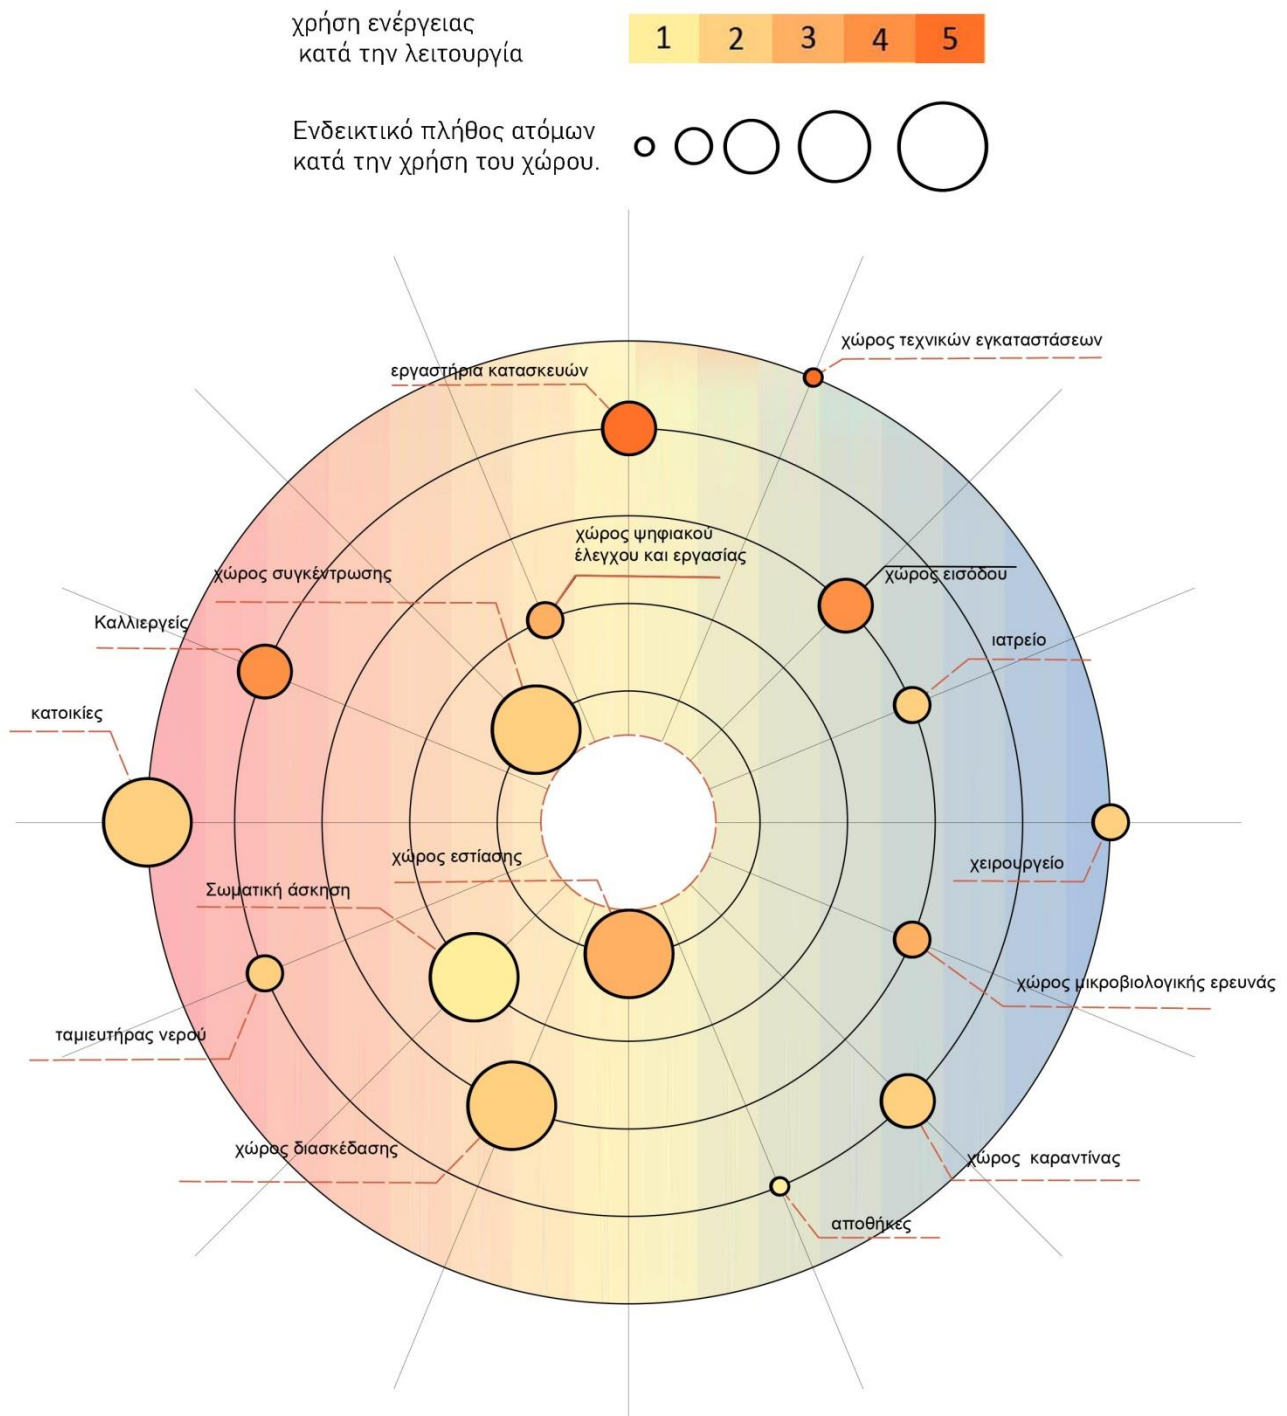 χρήση ενέργειας
κατά την λειτουργία
1 2 3 4 5
Ενδεικτικό πλήθος ατόμων
κατά την χρήση του χώρου.
χώρος τεχνικών εγκαταστάσεων
εργαστήρια κατασκευών
χώρος ψηφιακού
έλεγχου και εργασίας
χώρος συγκέντρωσης
χώρος εισόδου
Καλλιεργείς
ιατρείο
κατοικίες
χώρος εστίασης
χειρουργείο
Σωματική άσκηση
χώρος μικροβιολογικής ερευνάς
ταμιευτήρας νερού
χώρος διασκέδασης
χώρος καραντίνας
αποθήκες